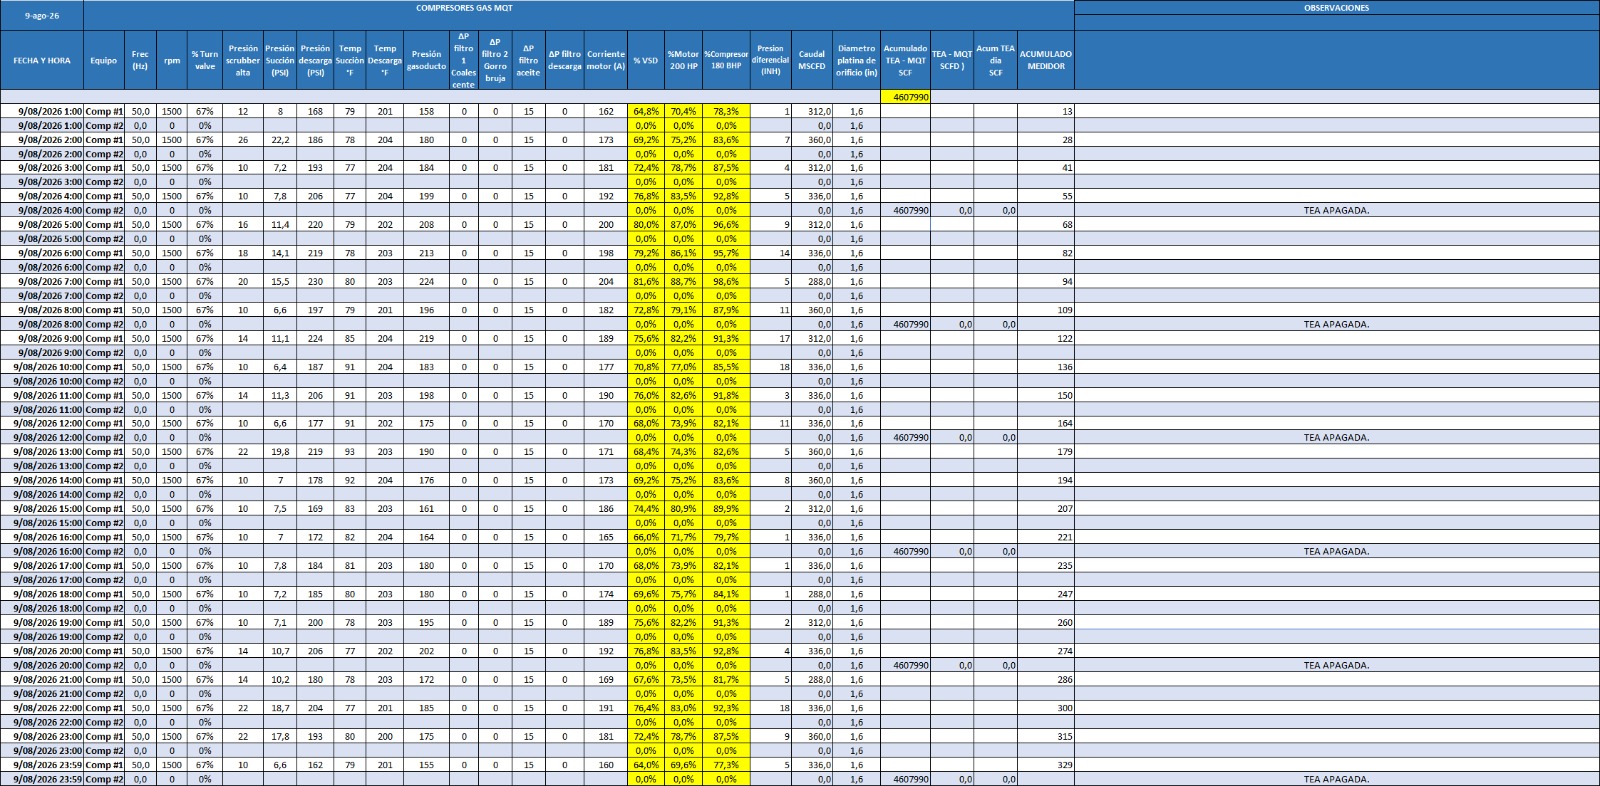 COMPRESORES GAS MQT OBSERVACIONES
9-ago-26
FECHA Y HORA Equipo Frec (Hz) rpm % Turn valve Presión scrubber alta Presión Succión (PSI) Presión descarga (PSI) Temp Succiòn °F Temp Descarga °F Presión gasoducto ΔP filtro 1 Coales cente ΔP filtro 2 Gorro bruja ΔP filtro aceite ΔP filtro descarga Corriente motor (A) % VSD %Motor 200 HP %Compresor 180 BHP Presion diferencial (INH) Caudal MSCFD Diametro platina de orificio (in) Acumulado TEA - MQT SCF TEA - MQT SCFD ) Acum TEA dia SCF ACUMULADO MEDIDOR
4607990
9/08/2026 1:00 Comp #1 50,0 1500 67% 12 8 168 79 201 158 0 0 15 0 162 64,8% 70,4% 78,3% 1 312,0 1,6 13
9/08/2026 1:00 Comp #2 0,0 0 0% 0,0% 0,0% 0,0% 0,0 1,6
9/08/2026 2:00 Comp #1 50,0 1500 67% 26 22,2 186 78 204 180 0 0 15 0 173 69,2% 75,2% 83,6% 7 360,0 1,6 28
9/08/2026 2:00 Comp #2 0,0 0 0% 0,0% 0,0% 0,0% 0,0 1,6
9/08/2026 3:00 Comp #1 50,0 1500 67% 10 7,2 193 77 204 184 0 0 15 0 181 72,4% 78,7% 87,5% 4 312,0 1,6 41
9/08/2026 3:00 Comp #2 0,0 0 0% 0,0% 0,0% 0,0% 0,0 1,6
9/08/2026 4:00 Comp #1 50,0 1500 67% 10 7,8 206 77 204 199 0 0 15 0 192 76,8% 83,5% 92,8% 5 336,0 1,6 55
9/08/2026 4:00 Comp #2 0,0 0 0% 0,0% 0,0% 0,0% 0,0 1,6 4607990 0,0 0,0 TEA APAGADA.
9/08/2026 5:00 Comp #1 50,0 1500 67% 16 11,4 220 79 202 208 0 0 15 0 200 80,0% 87,0% 96,6% 9 312,0 1,6 68
9/08/2026 5:00 Comp #2 0,0 0 0% 0,0% 0,0% 0,0% 0,0 1,6
9/08/2026 6:00 Comp #1 50,0 1500 67% 18 14,1 219 78 203 213 0 0 15 0 198 79,2% 86,1% 95,7% 14 336,0 1,6 82
9/08/2026 6:00 Comp #2 0,0 0 0% 0,0% 0,0% 0,0% 0,0 1,6
9/08/2026 7:00 Comp #1 50,0 1500 67% 20 15,5 230 80 203 224 0 0 15 0 204 81,6% 88,7% 98,6% 5 288,0 1,6 94
9/08/2026 7:00 Comp #2 0,0 0 0% 0,0% 0,0% 0,0% 0,0 1,6
9/08/2026 8:00 Comp #1 50,0 1500 67% 10 6,6 197 79 201 196 0 0 15 0 182 72,8% 79,1% 87,9% 11 360,0 1,6 109
9/08/2026 8:00 Comp #2 0,0 0 0% 0,0% 0,0% 0,0% 0,0 1,6 4607990 0,0 0,0 TEA APAGADA.
9/08/2026 9:00 Comp #1 50,0 1500 67% 14 11,1 224 85 204 219 0 0 15 0 189 75,6% 82,2% 91,3% 17 312,0 1,6 122
9/08/2026 9:00 Comp #2 0,0 0 0% 0,0% 0,0% 0,0% 0,0 1,6
9/08/2026 10:00 Comp #1 50,0 1500 67% 10 6,4 187 91 204 183 0 0 15 0 177 70,8% 77,0% 85,5% 18 336,0 1,6 136
9/08/2026 10:00 Comp #2 0,0 0 0% 0,0% 0,0% 0,0% 0,0 1,6
9/08/2026 11:00 Comp #1 50,0 1500 67% 14 11,3 206 91 203 198 0 0 15 0 190 76,0% 82,6% 91,8% 3 336,0 1,6 150
9/08/2026 11:00 Comp #2 0,0 0 0% 0,0% 0,0% 0,0% 0,0 1,6
9/08/2026 12:00 Comp #1 50,0 1500 67% 10 6,6 177 91 202 175 0 0 15 0 170 68,0% 73,9% 82,1% 11 336,0 1,6 164
9/08/2026 12:00 Comp #2 0,0 0 0% 0,0% 0,0% 0,0% 0,0 1,6 4607990 0,0 0,0 TEA APAGADA.
9/08/2026 13:00 Comp #1 50,0 1500 67% 22 19,8 219 93 203 190 0 0 15 0 171 68,4% 74,3% 82,6% 5 360,0 1,6 179
9/08/2026 13:00 Comp #2 0,0 0 0% 0,0% 0,0% 0,0% 0,0 1,6
9/08/2026 14:00 Comp #1 50,0 1500 67% 10 7 178 92 204 176 0 0 15 0 173 69,2% 75,2% 83,6% 8 360,0 1,6 194
9/08/2026 14:00 Comp #2 0,0 0 0% 0,0% 0,0% 0,0% 0,0 1,6
9/08/2026 15:00 Comp #1 50,0 1500 67% 10 7,5 169 83 203 161 0 0 15 0 186 74,4% 80,9% 89,9% 2 312,0 1,6 207
9/08/2026 15:00 Comp #2 0,0 0 0% 0,0% 0,0% 0,0% 0,0 1,6
9/08/2026 16:00 Comp #1 50,0 1500 67% 10 7 172 82 204 164 0 0 15 0 165 66,0% 71,7% 79,7% 1 336,0 1,6 221
9/08/2026 16:00 Comp #2 0,0 0 0% 0,0% 0,0% 0,0% 0,0 1,6 4607990 0,0 0,0 TEA APAGADA.
9/08/2026 17:00 Comp #1 50,0 1500 67% 10 7,8 184 81 203 180 0 0 15 0 170 68,0% 73,9% 82,1% 1 336,0 1,6 235
9/08/2026 17:00 Comp #2 0,0 0 0% 0,0% 0,0% 0,0% 0,0 1,6
9/08/2026 18:00 Comp #1 50,0 1500 67% 10 7,2 185 80 203 180 0 0 15 0 174 69,6% 75,7% 84,1% 1 288,0 1,6 247
9/08/2026 18:00 Comp #2 0,0 0 0% 0,0% 0,0% 0,0% 0,0 1,6
9/08/2026 19:00 Comp #1 50,0 1500 67% 10 7,1 200 78 203 195 0 0 15 0 189 75,6% 82,2% 91,3% 2 312,0 1,6 260
9/08/2026 19:00 Comp #2 0,0 0 0% 0,0% 0,0% 0,0% 0,0 1,6
9/08/2026 20:00 Comp #1 50,0 1500 67% 14 10,7 206 77 202 202 0 0 15 0 192 76,8% 83,5% 92,8% 4 336,0 1,6 274
9/08/2026 20:00 Comp #2 0,0 0 0% 0,0% 0,0% 0,0% 0,0 1,6 4607990 0,0 0,0 TEA APAGADA.
9/08/2026 21:00 Comp #1 50,0 1500 67% 14 10,2 180 78 203 172 0 0 15 0 169 67,6% 73,5% 81,7% 5 288,0 1,6 286
9/08/2026 21:00 Comp #2 0,0 0 0% 0,0% 0,0% 0,0% 0,0 1,6
9/08/2026 22:00 Comp #1 50,0 1500 67% 22 18,7 204 77 201 185 0 0 15 0 191 76,4% 83,0% 92,3% 18 336,0 1,6 300
9/08/2026 22:00 Comp #2 0,0 0 0% 0,0% 0,0% 0,0% 0,0 1,6
9/08/2026 23:00 Comp #1 50,0 1500 67% 22 17,8 193 80 200 175 0 0 15 0 181 72,4% 78,7% 87,5% 9 360,0 1,6 315
9/08/2026 23:00 Comp #2 0,0 0 0% 0,0% 0,0% 0,0% 0,0 1,6
9/08/2026 23:59 Comp #1 50,0 1500 67% 10 6,6 162 79 201 155 0 0 15 0 160 64,0% 69,6% 77,3% 5 336,0 1,6 329
9/08/2026 23:59 Comp #2 0,0 0 0% 0,0% 0,0% 0,0% 0,0 1,6 4607990 0,0 0,0 TEA APAGADA.